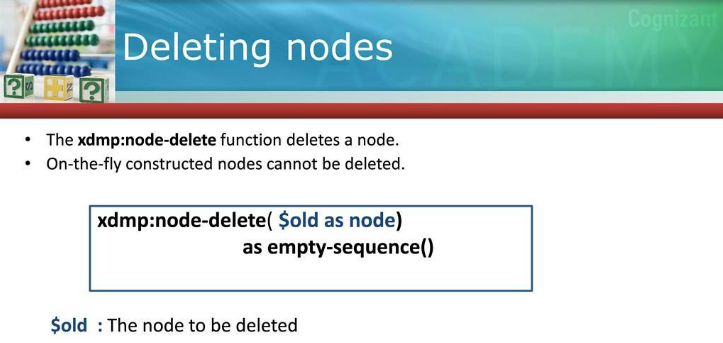 Cognizant
Deleting nodes
• The xdmp:node-delete function deletes a node.
• On-the-fly constructed nodes cannot be deleted.
xdmp:node-delete( $old as node)
as empty-sequence()
$old : The node to be deleted